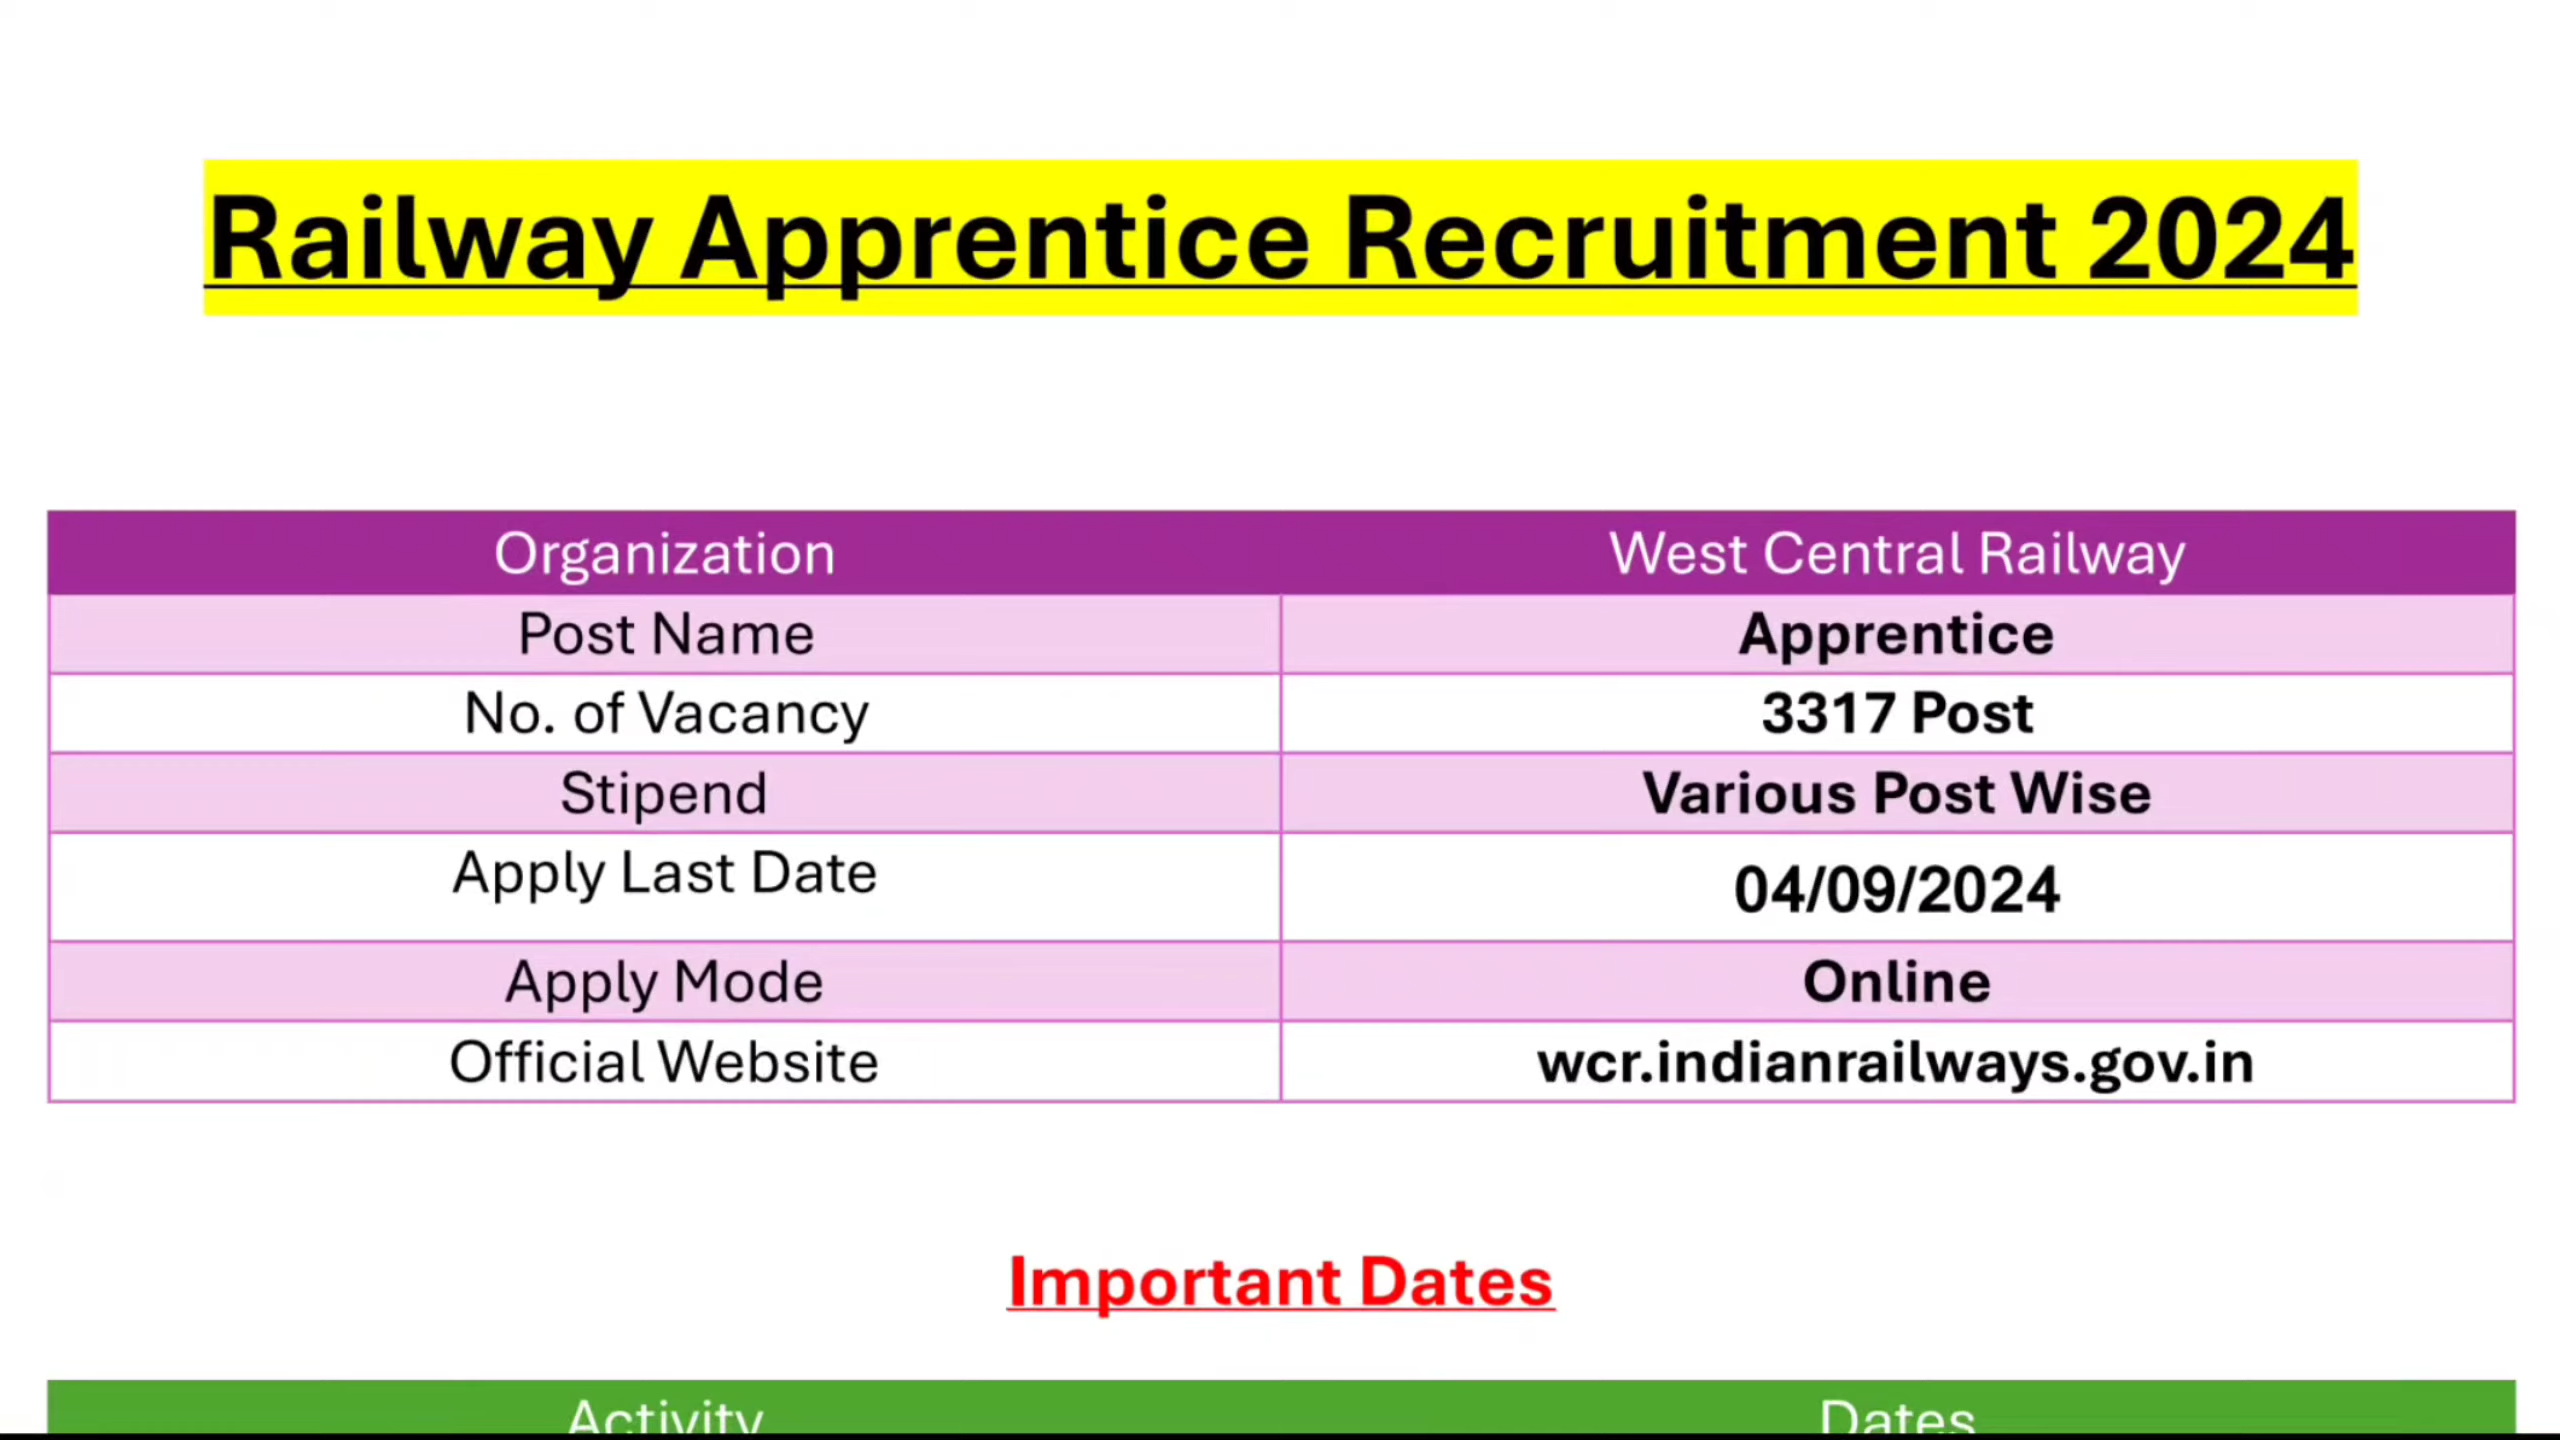 Railway Apprentice Recruitment 2024
Organization West Central Railway
Post Name Apprentice
No. of Vacancy 3317 Post
Stipend Various Post Wise
Apply Last Date 04/09/2024
Apply Mode Online
Official Website wcr.indianrailways.gov.in
Important Dates
Activity Dates